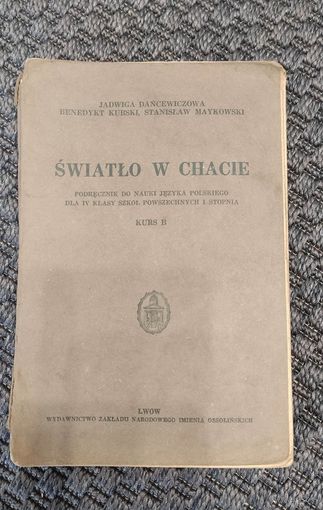 JADWIGA DAŃCEWICZOWA
BENEDYKT KUBSKI, STANISŁAW MAYKOWSKI
ŚWIATŁO W CHACIE
PODRĘCZNIK DO NAUKI JĘZYKA POLSKIEGO
DLA IV KLASY SZKÓŁ POWSZECHNYCH I STOPNIA
KURS B
LWÓW
WYDAWNICTWO ZAKŁADU NARODOWEGO IMIENIA OSSOLIŃSKICH